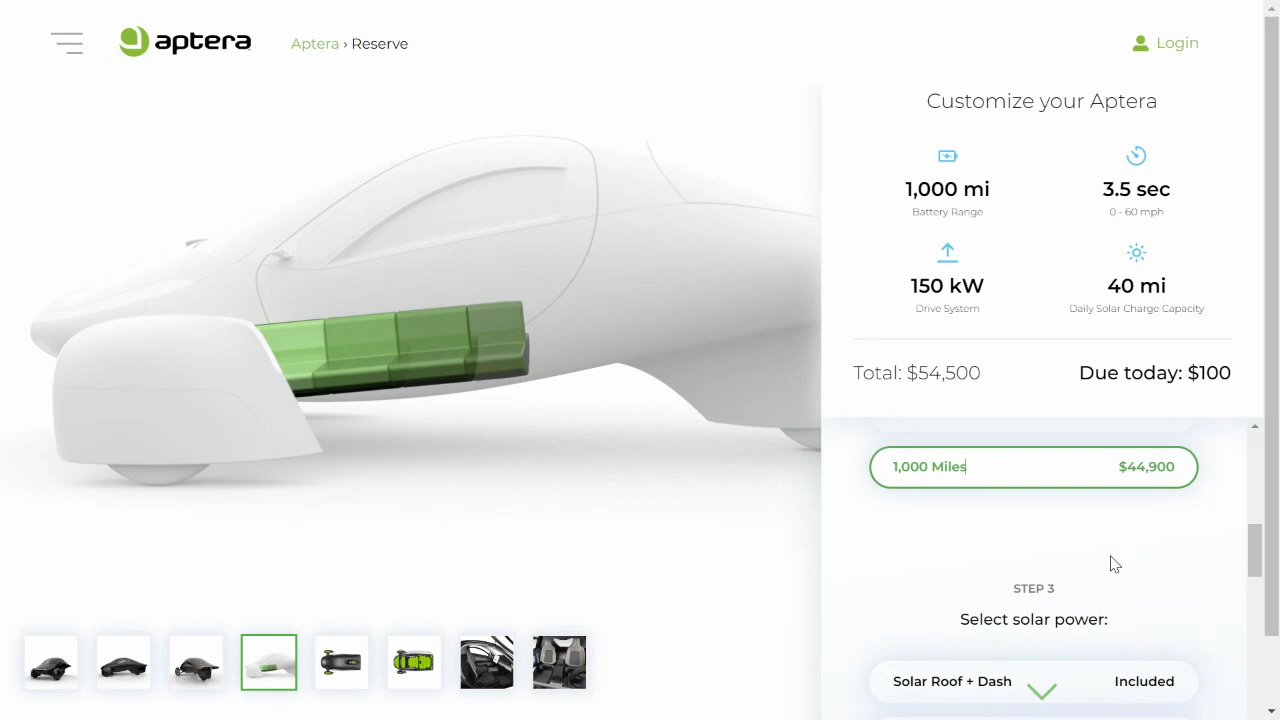 aptera
Aptera › Reserve
Login
Customize your Aptera
1,000 mi
Battery Range
3.5 sec
0 - 60 mph
150 kW
Drive System
40 mi
Daily Solar Charge Capacity
Total: $54,500
Due today: $100
1,000 Miles
$44,900
STEP 3
Select solar power:
Solar Roof + Dash
Included